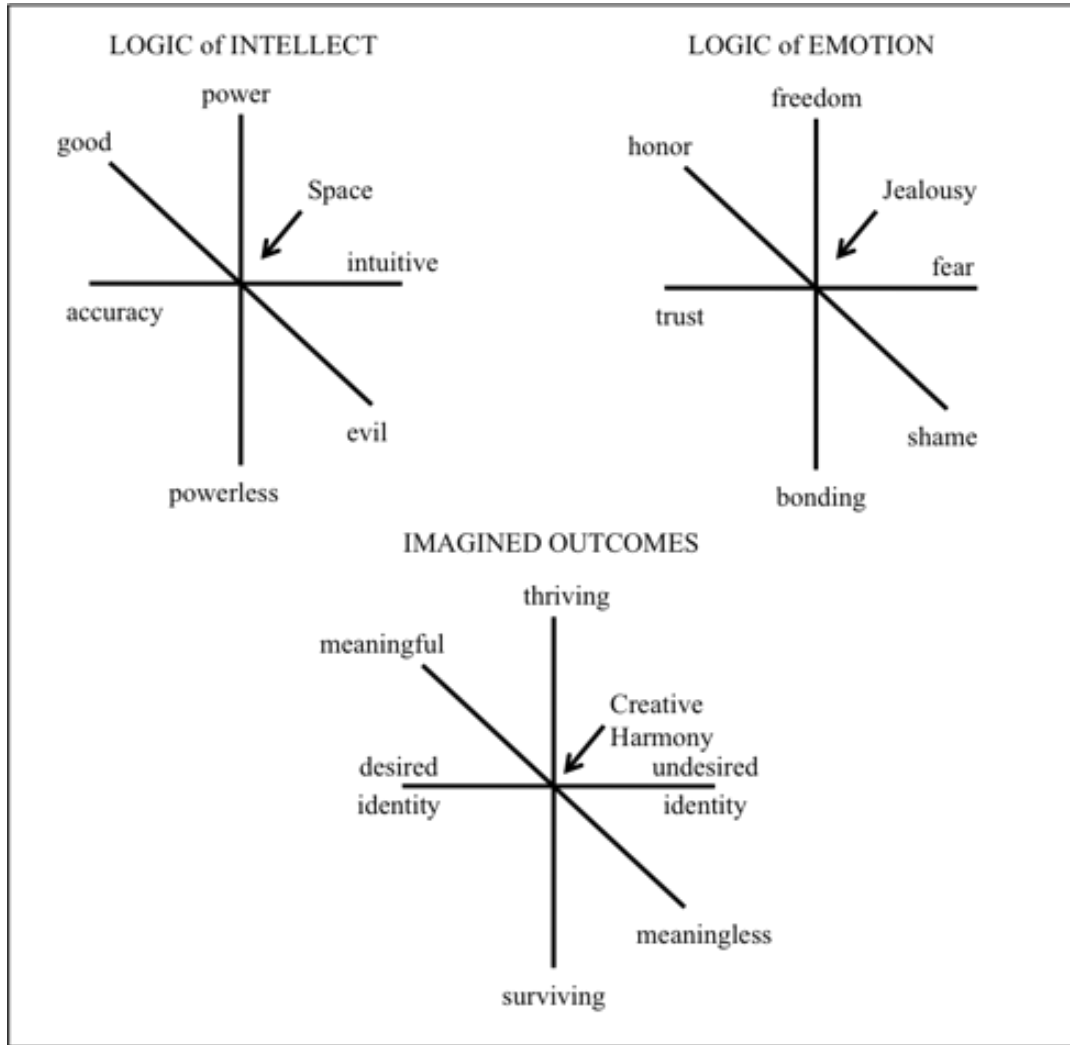 LOGIC of INTELLECT
power
good
Space
intuitive
accuracy
evil
powerless
LOGIC of EMOTION
freedom
honor
Jealousy
fear
trust
shame
bonding
IMAGINED OUTCOMES
thriving
meaningful
Creative
Harmony
desired
identity
undesired
identity
meaningless
surviving